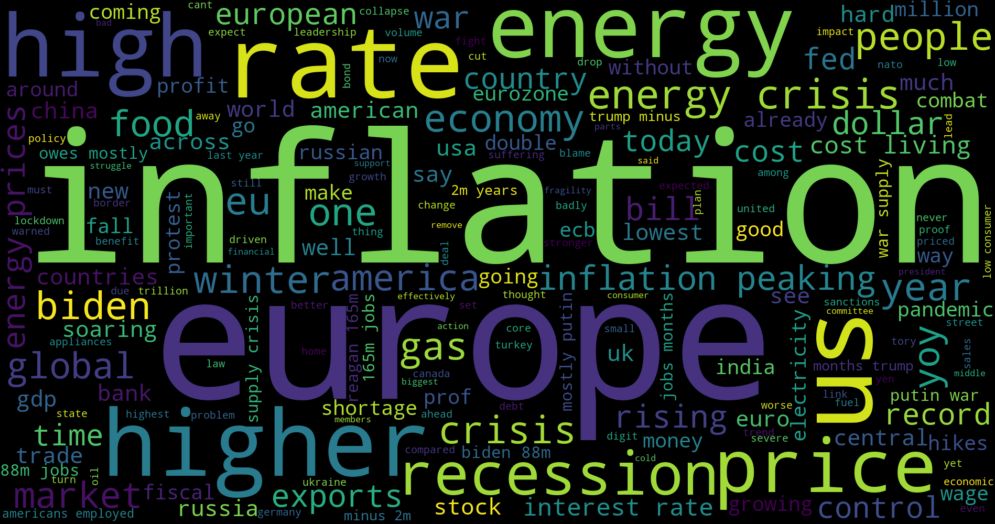 coming
cant
european
collapse
war
energy
hard
million
high
bad
rate
expect
leadership
volume
now
fight
cut
drop
without
fed
impact
nato
low
people
around
profit
bond
country
eurozone
energy crisis
much
combat
china
world
american
economy
trump minus
parts
already
dollar
lead
policy
food
away
go
across
double
today
cost
cost living
owes mostly
last year
russian
usa
suffering
blame
struggle
support
growth
say
2m years
said
among
must
new
border
important
still
make
one
thing
change
remove
fragility
badly
expected
plan
united
bill
good
war supply
never
proof
priced
way
low consumer
lockdown
warned
fall
benefit
protest
eu
driven
financial
well
deal
ecb
stronger
lowest
energy prices
inflation
countries
due
trillion
winter
america
going
thought
inflation peaking
see
year
president
biden
soaring
appliances
supply crisis
better
reagan 165m
165m jobs
effectively
set
consumer
mostly putin
jobs months
electricity
sanctions
committee
us
pandemic
street
global
law
home
europe
action
gas
biggest
canada
core
turkey
small
uk
india
months trump
tory
yen
yoy
sales
middle
gdp
bank
shortage
members
prof
debt
rising
euro
worse
link
fuel
putin war
record
time
state
highest
problem
higher
crisis
ahead
compared
biden 88m
digit
money
trend
severe
central
hikes
trade
88m jobs
turn
oil
ukraine
cold
recession
price
yet
economic
market
fiscal
exports
stock
interest rate
growing
control
wage
even
americans employed
russia
germany
minus 2m